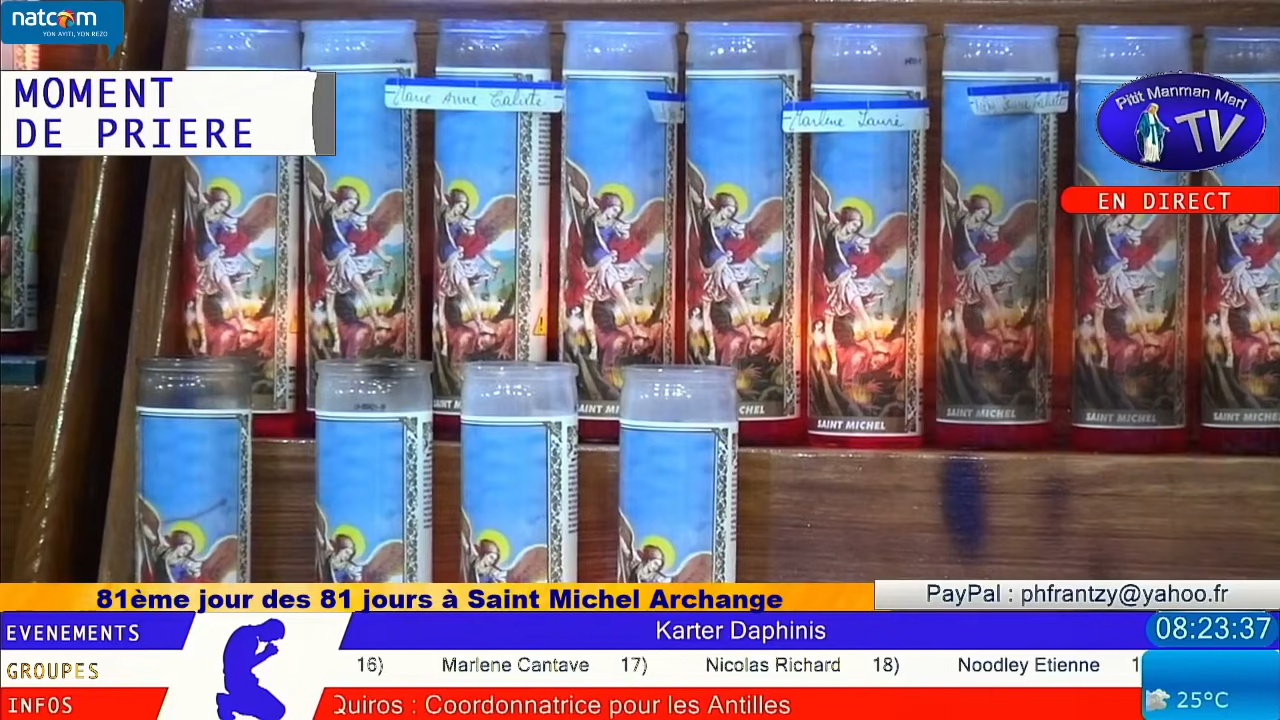 natcom
YON AYITI, YON REZO
MOMENT
DE PRIERE
Marie Anne Caliste
Marlene Fauré
Pitit Manman Mari
TV
EN DIRECT
SAINT MICHEL
SAINT MICHEL
SAINT MICHEL
SAINT MICHEL
81ème jour des 81 jours à Saint Michel Archange
PayPal : phfrantzy@yahoo.fr
EVENEMENTS
Karter Daphinis
08:23:37
GROUPES
16) Marlene Cantave 17) Nicolas Richard 18) Noodley Etienne 1
INFOS
Quiros : Coordonnatrice pour les Antilles
25°C